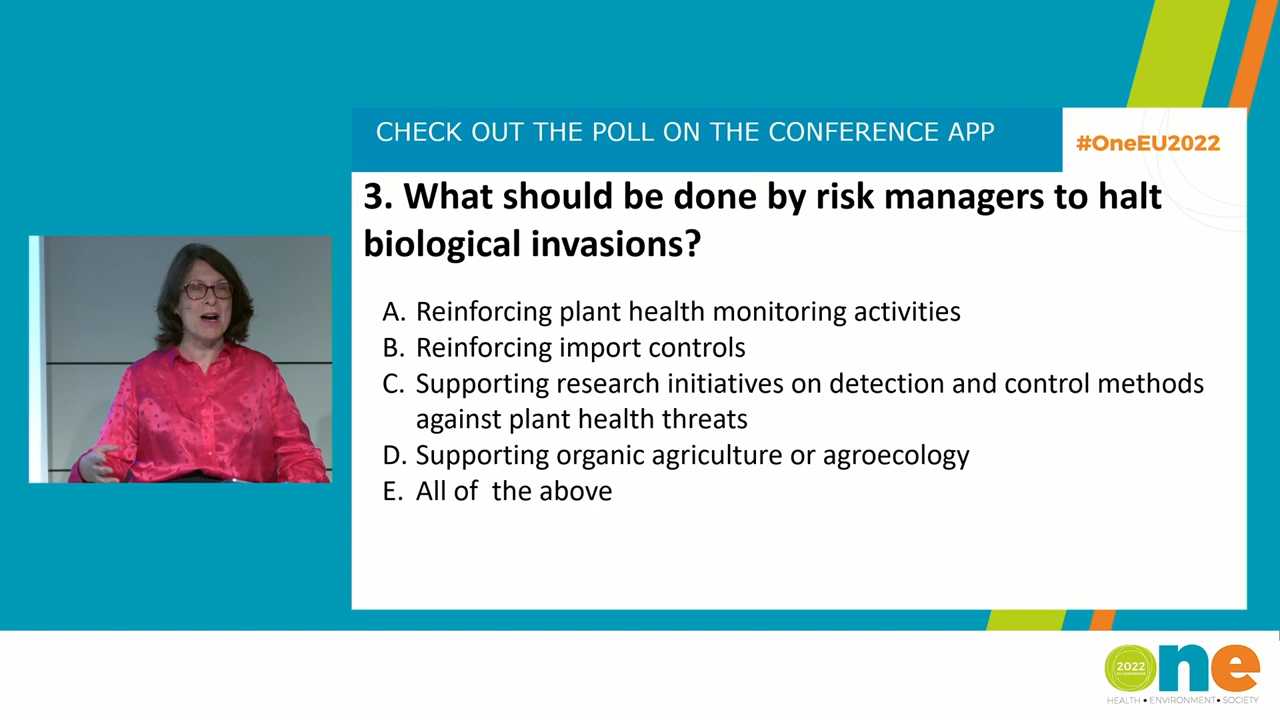 CHECK OUT THE POLL ON THE CONFERENCE APP
#OneEU2022
3. What should be done by risk managers to halt
biological invasions?
A. Reinforcing plant health monitoring activities
B. Reinforcing import controls
C. Supporting research initiatives on detection and control methods
against plant health threats
D. Supporting organic agriculture or agroecology
E. All of the above
2022
EU CONFERENCE
one
HEALTH • ENVIRONMENT • SOCIETY